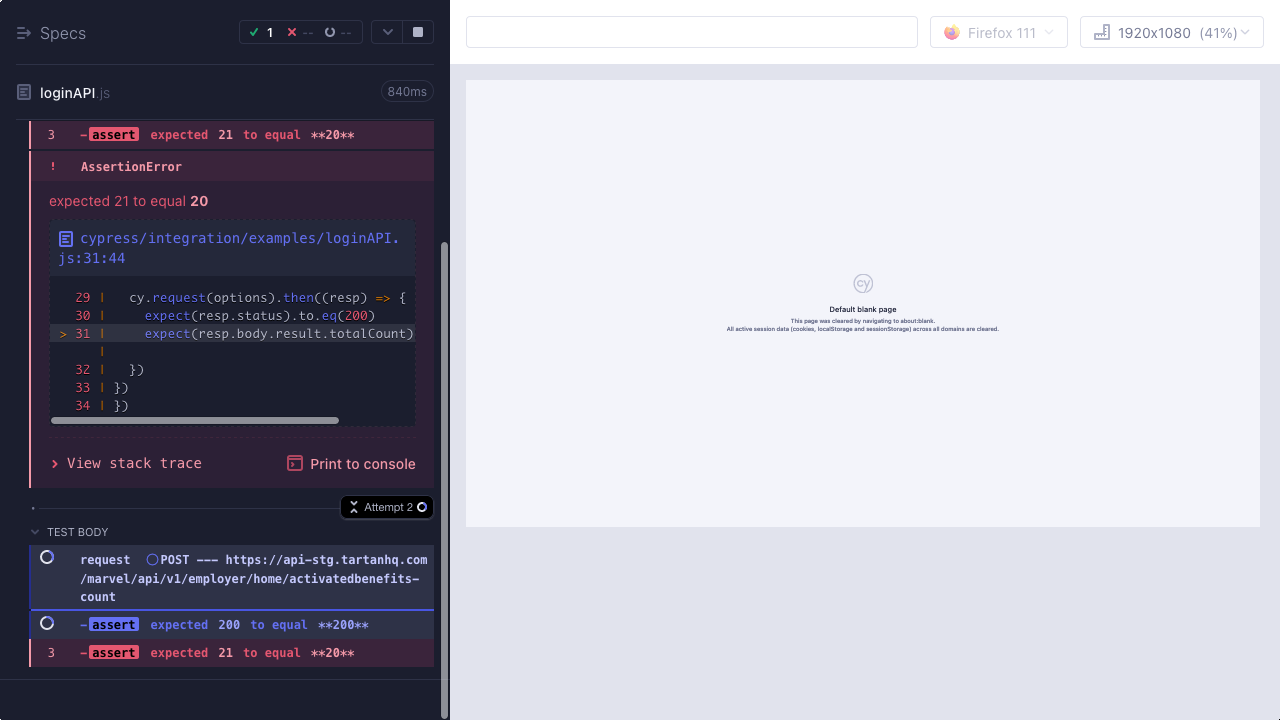 Specs
1
--
--
loginAPI.js
840ms
3 -assert expected 21 to equal **20**
! AssertionError
expected 21 to equal 20
cypress/integration/examples/loginAPI.
js:31:44
29 | cy.request(options).then((resp) => {
30 | expect(resp.status).to.eq(200)
> 31 | expect(resp.body.result.totalCount)
|
32 | })
33 | })
34 | })
View stack trace
Print to console
Attempt 2
TEST BODY
request POST --- https://api-stg.tartanhq.com
/marvel/api/v1/employer/home/activatedbenefits-
count
-assert expected 200 to equal **200**
3 -assert expected 21 to equal **20**
Firefox 111
1920x1080 (41%)
cy
Default blank page
This page was cleared by navigating to about:blank.
All active session data (cookies, localStorage and sessionStorage) across all domains are cleared.